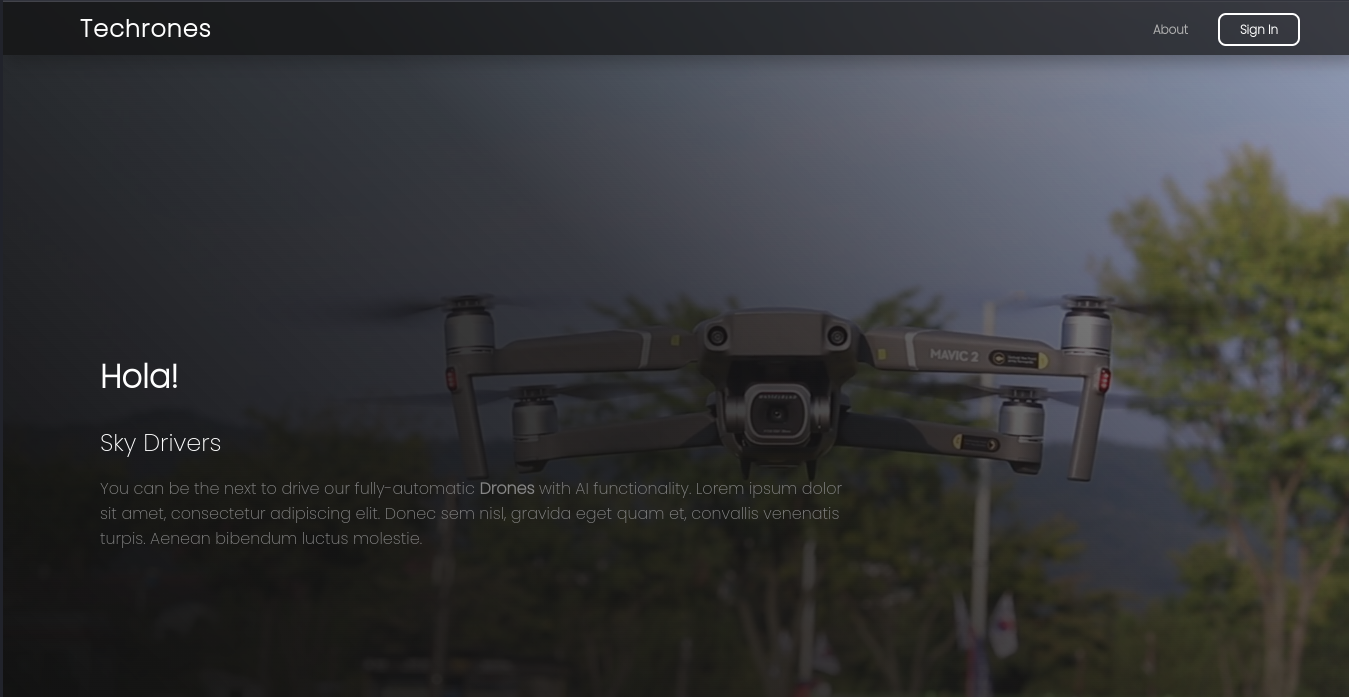 Techrones
About
Sign In
MAVIC 2
HASSELBLAD
Hola!
Sky Drivers
You can be the next to drive our fully-automatic Drones with AI functionality. Lorem ipsum dolor
sit amet, consectetur adipiscing elit. Donec sem nisl, gravida eget quam et, convallis venenatis
turpis. Aenean bibendum luctus molestie.